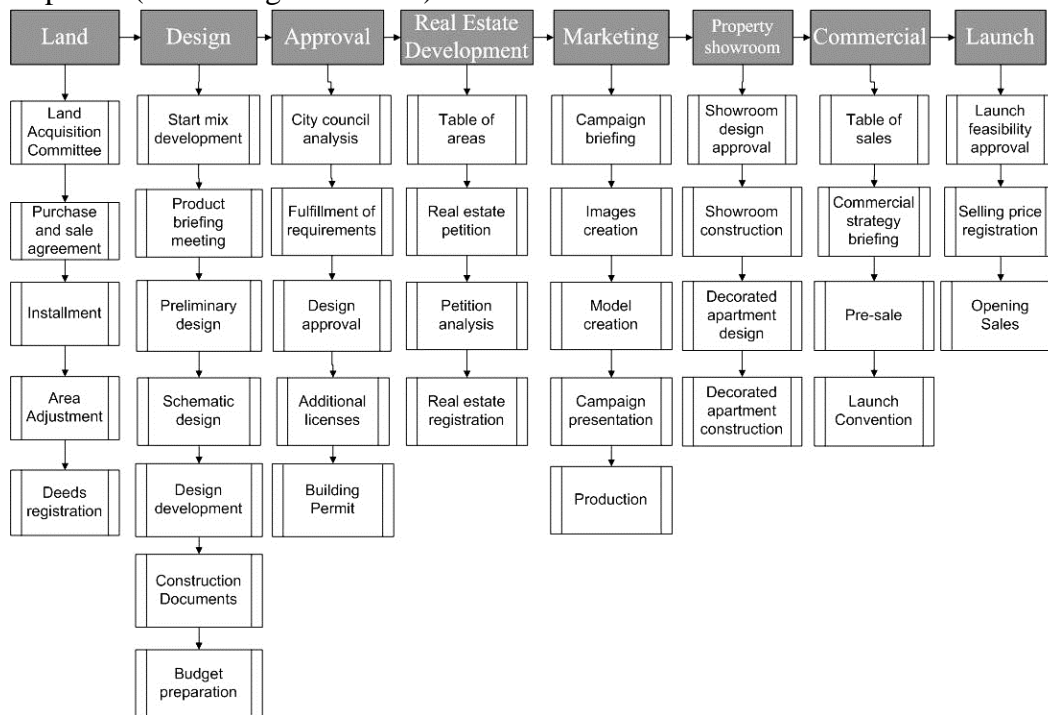 Land
Design
Approval
Real Estate
Development
Marketing
Property
showroom
Commercial
Launch
Land
Acquisition
Committee
Purchase
and sale
agreement
Installment
Area
Adjustment
Deeds
registration
Start mix
development
Product
briefing
meeting
Preliminary
design
Schematic
design
Design
development
Construction
Documents
Budget
preparation
City council
analysis
Fulfillment of
requirements
Design
approval
Additional
licenses
Building
Permit
Table of
areas
Real estate
petition
Petition
analysis
Real estate
registration
Campaign
briefing
Images
creation
Model
creation
Campaign
presentation
Production
Showroom
design
approval
Showroom
construction
Decorated
apartment
design
Decorated
apartment
construction
Table of
sales
Commercial
strategy
briefing
Pre-sale
Launch
Convention
Launch
feasibility
approval
Selling price
registration
Opening
Sales